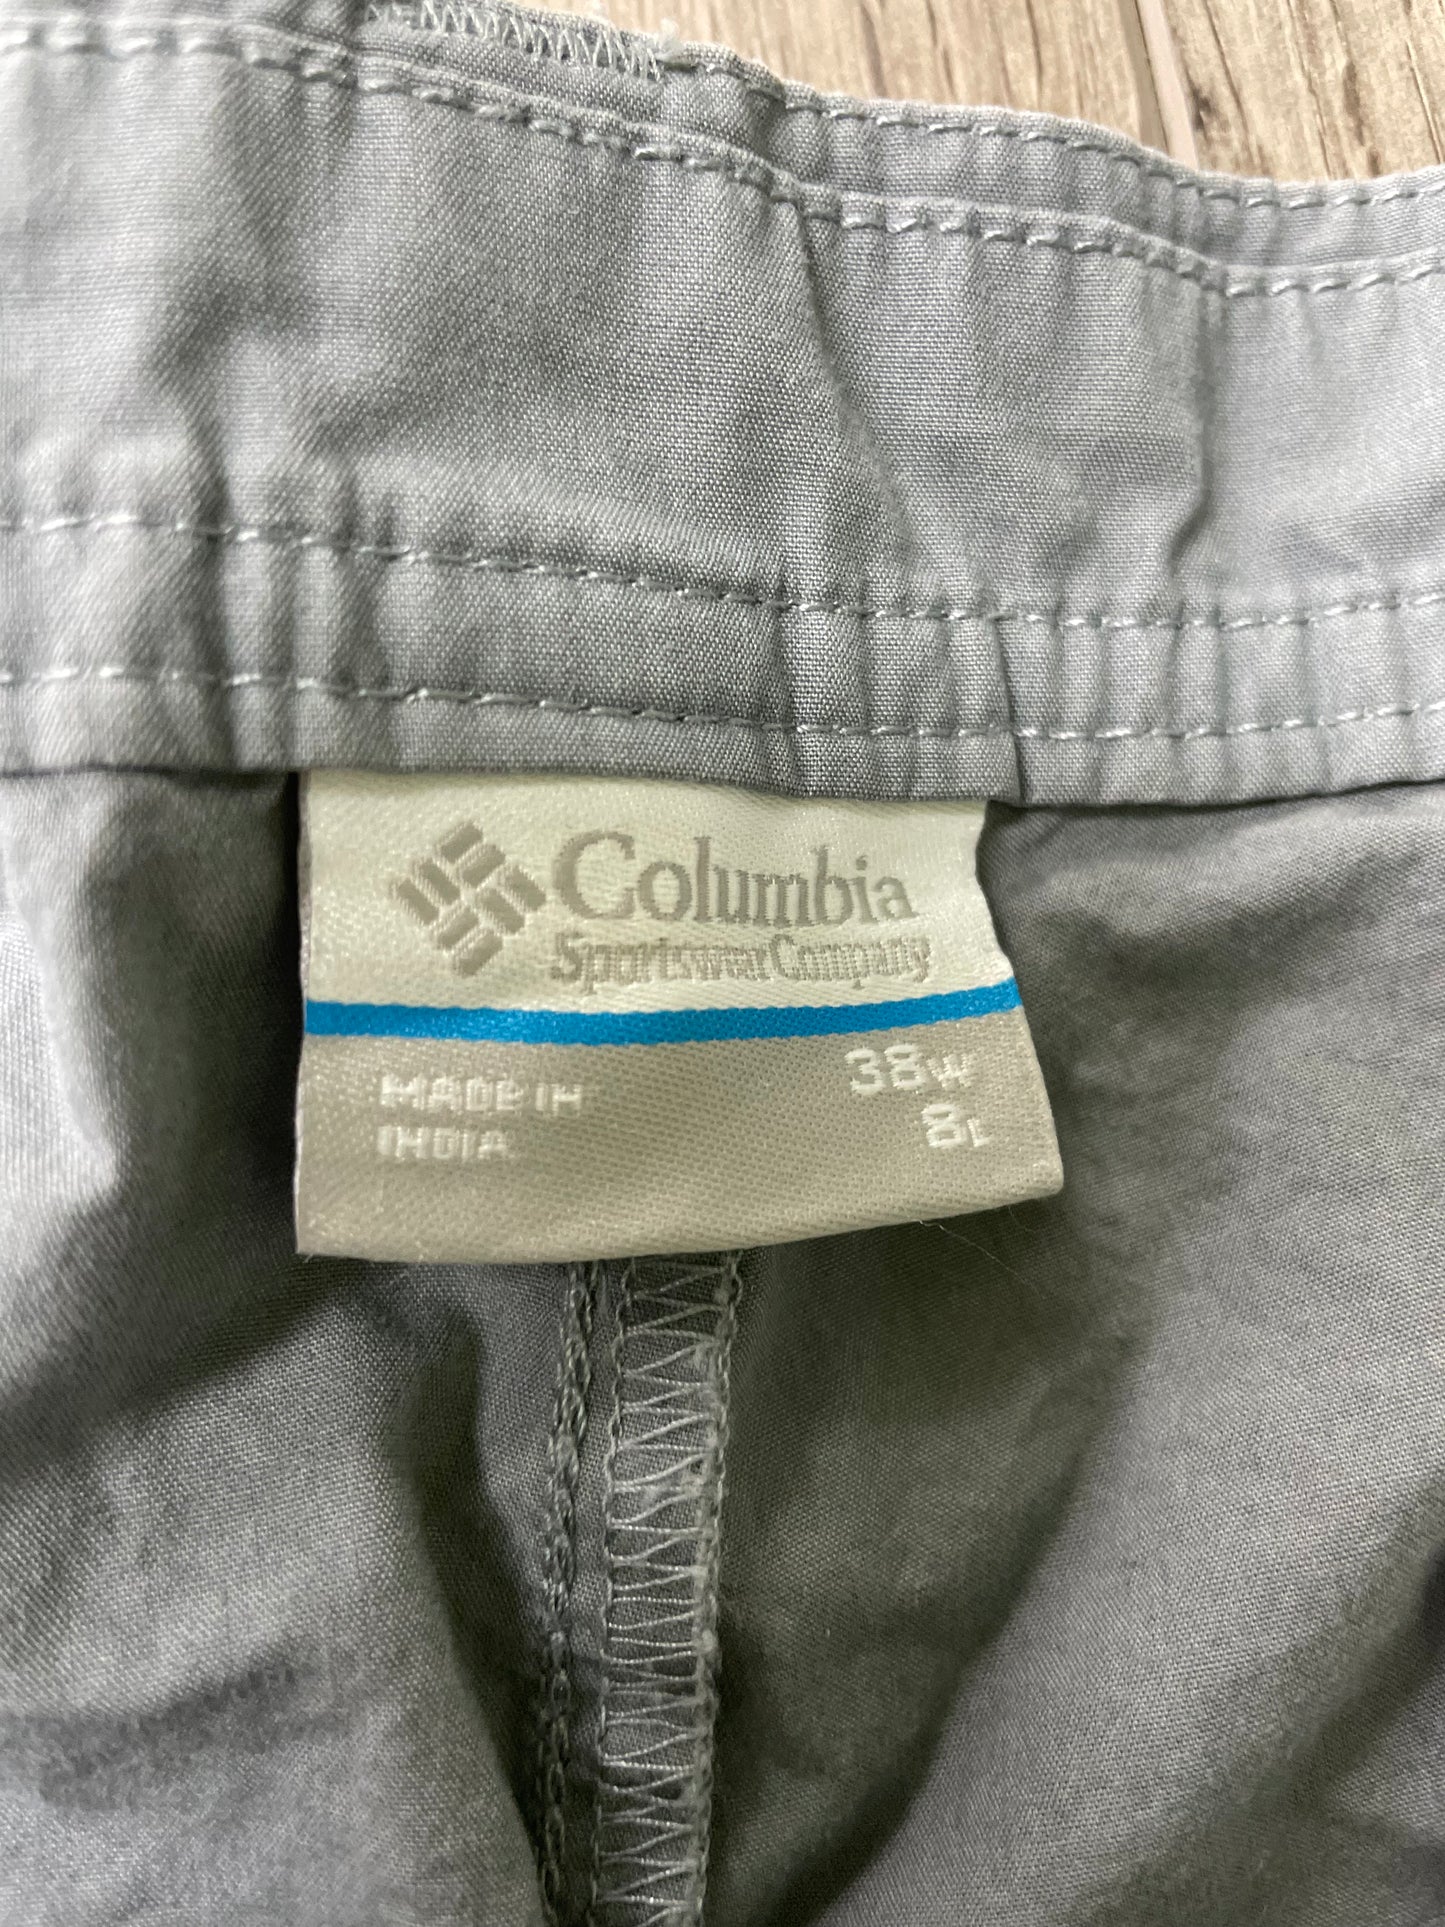 Columbia
Sportswear Company
MADE IN
INDIA
38W
8L